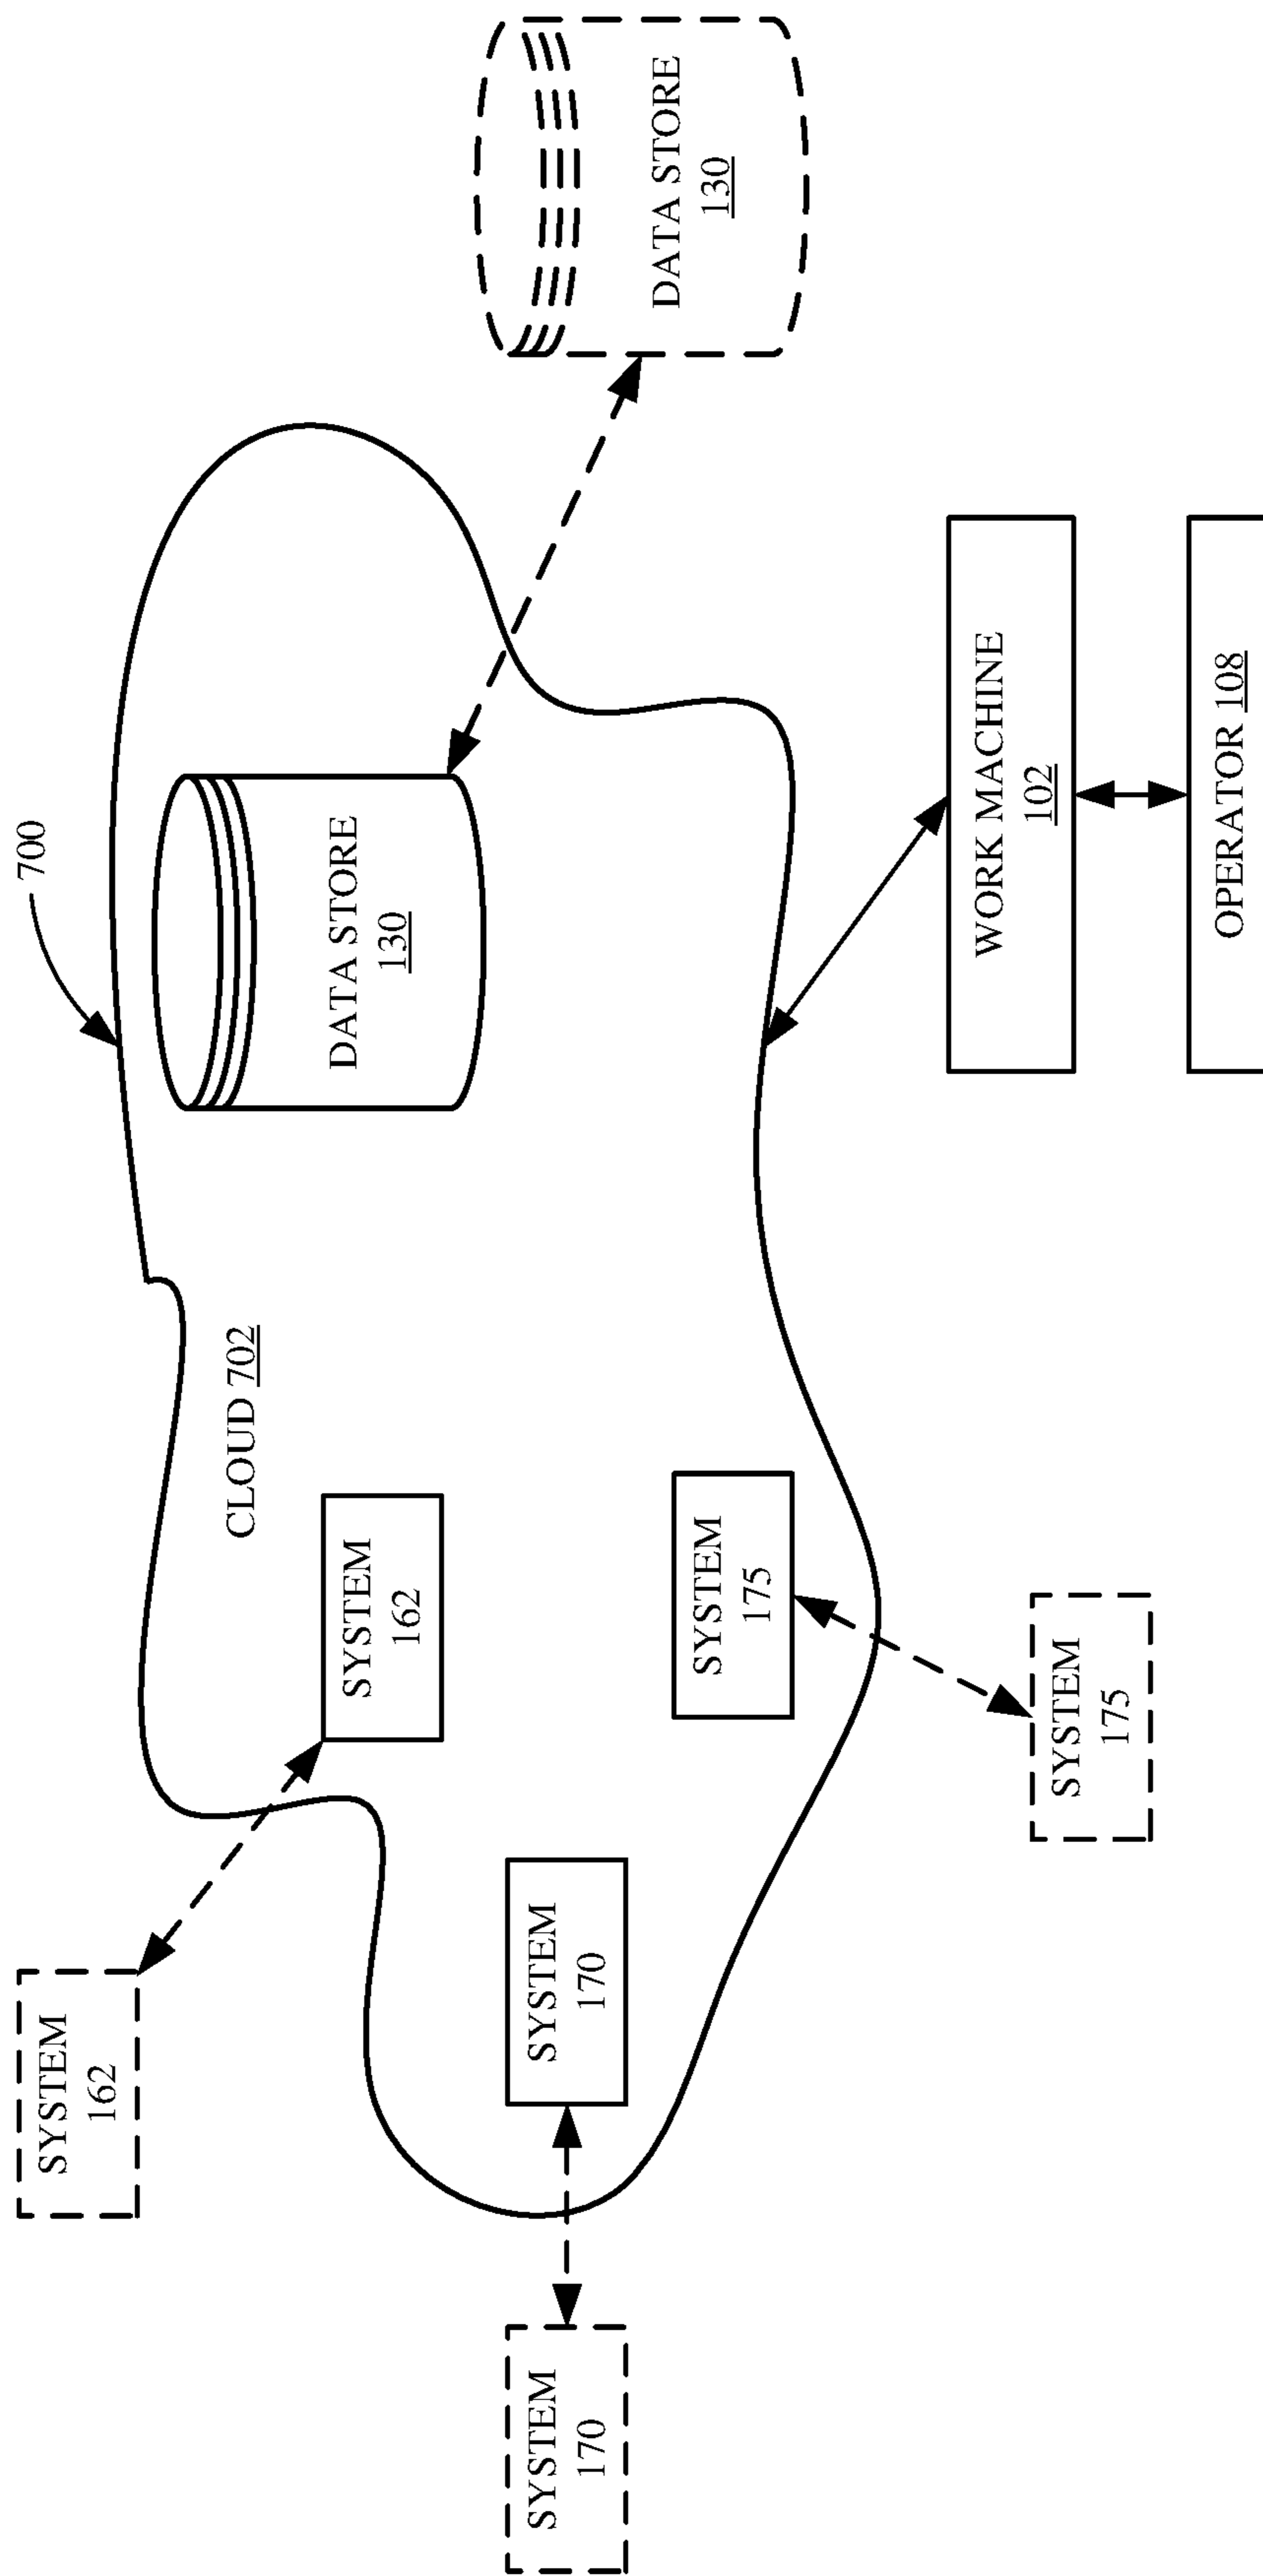 700
CLOUD 702
SYSTEM
162
SYSTEM
162
DATA STORE
130
SYSTEM
170
SYSTEM
170
DATA STORE
130
SYSTEM
175
SYSTEM
175
WORK MACHINE
102
OPERATOR 108